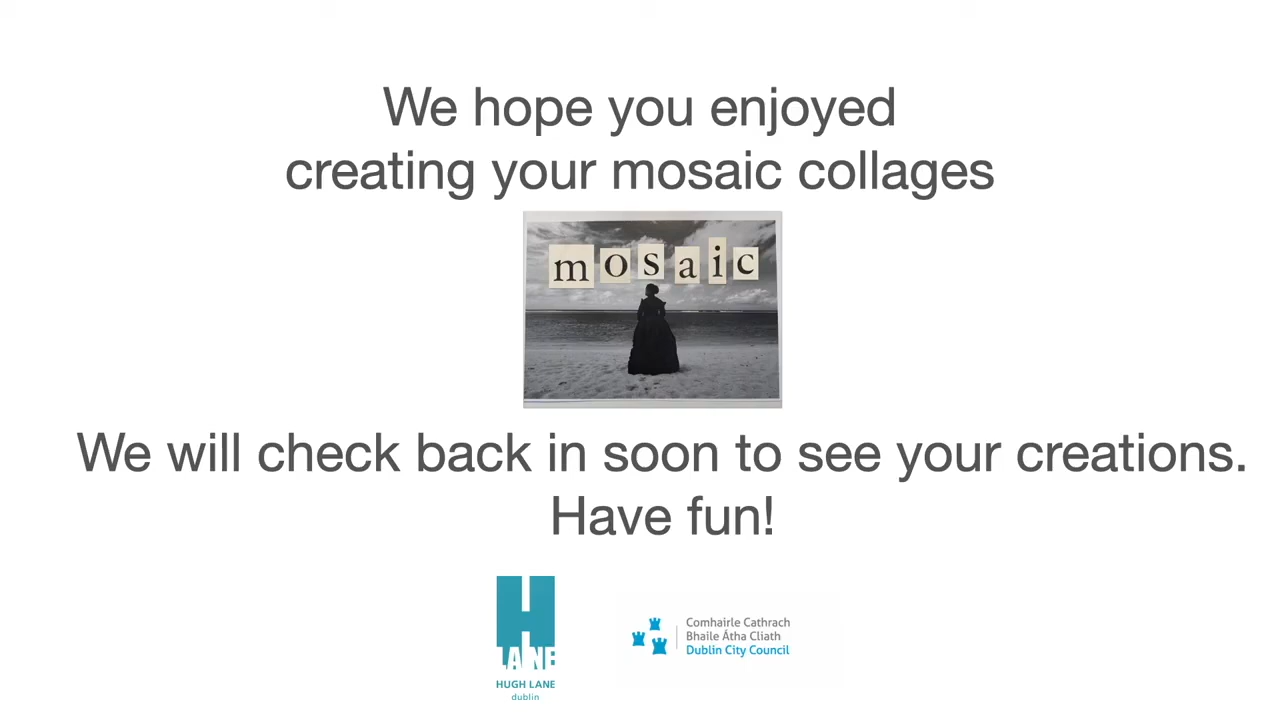 We hope you enjoyed
creating your mosaic collages
mosaic
We will check back in soon to see your creations.
Have fun!
H
LANE
HUGH LANE
dublin
Comhairle Cathrach
Bhaile Átha Cliath
Dublin City Council